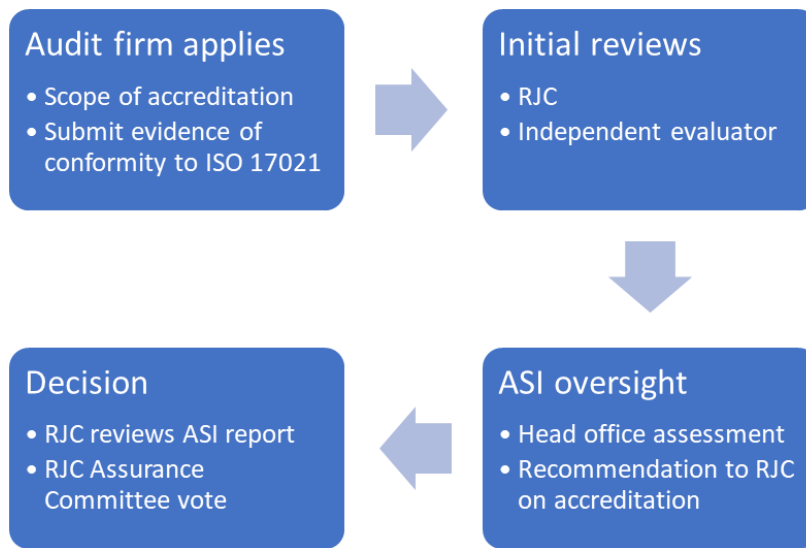 Audit firm applies
• Scope of accreditation
• Submit evidence of
conformity to ISO 17021
Initial reviews
• RJC
• Independent evaluator
ASI oversight
• Head office assessment
• Recommendation to RJC
on accreditation
Decision
• RJC reviews ASI report
• RJC Assurance
Committee vote